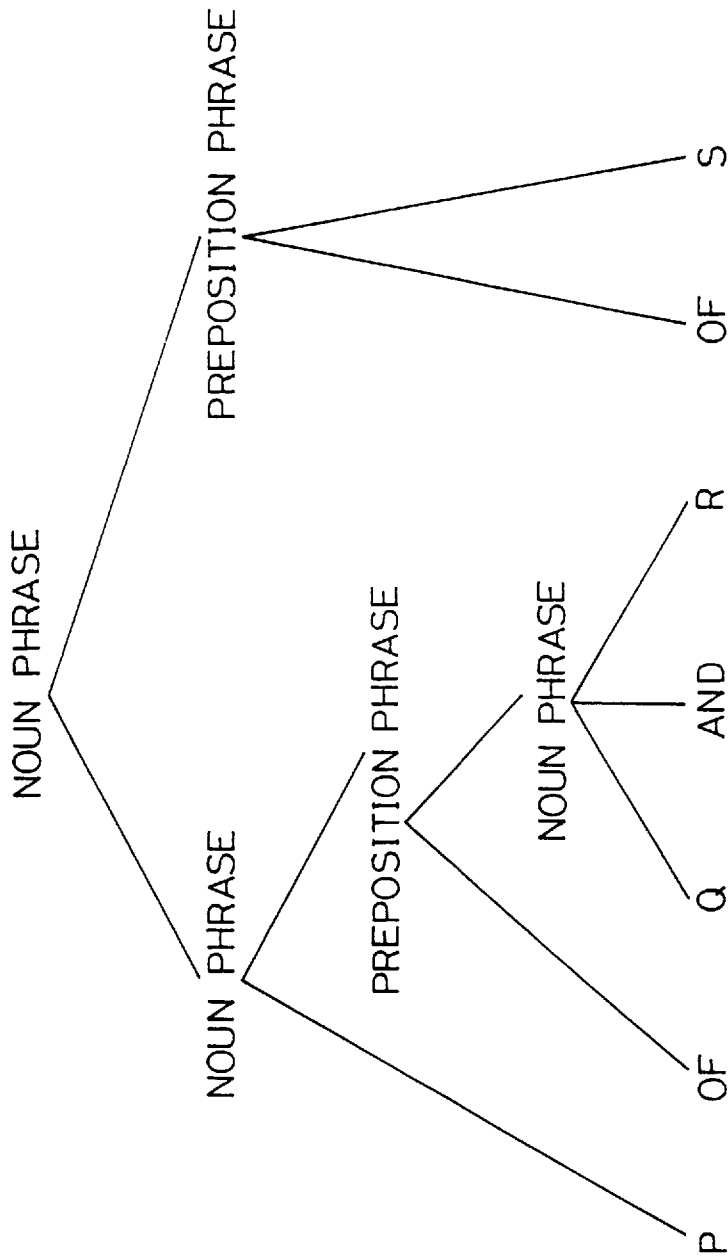 NOUN PHRASE
NOUN PHRASE PREPOSITION PHRASE
PREPOSITION PHRASE
NOUN PHRASE
P OF Q AND R OF S